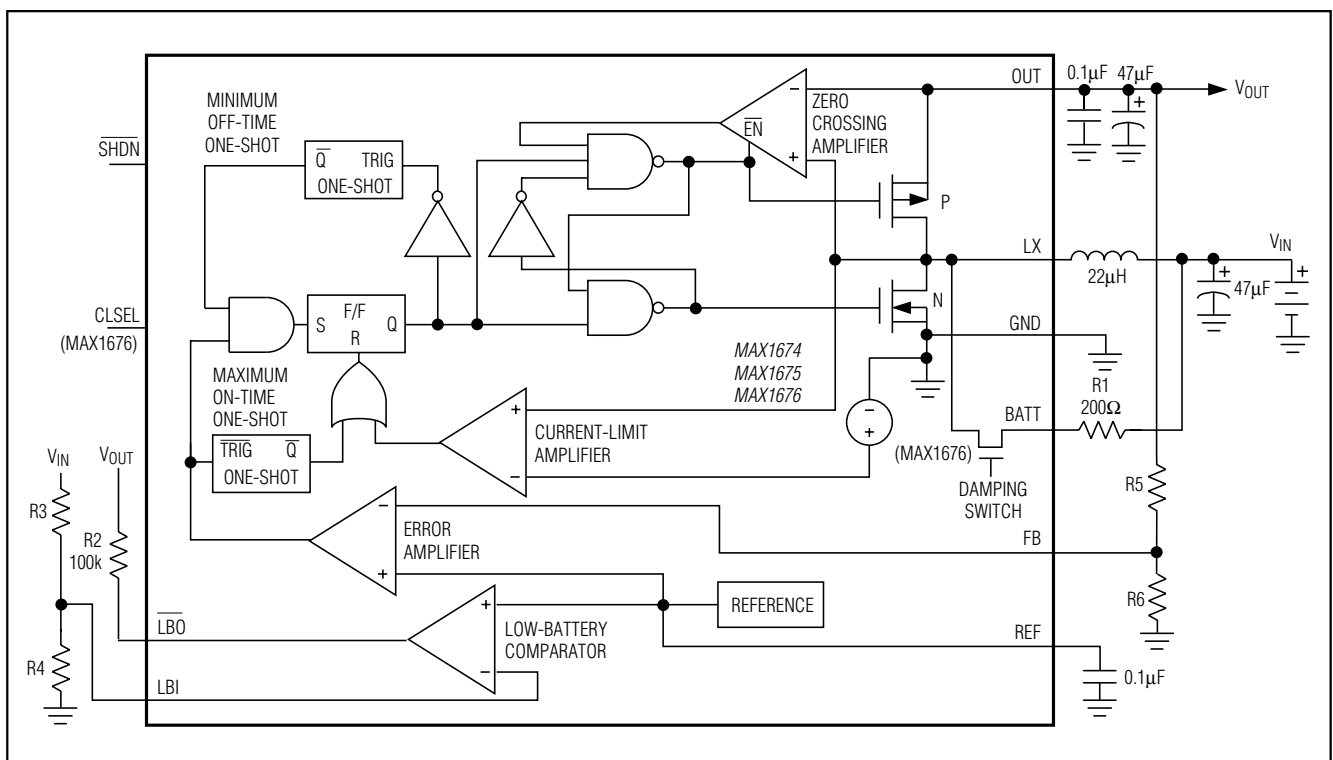 MINIMUM
OFF-TIME
ONE-SHOT
SHDN
Q TRIG
ONE-SHOT
EN
−
+
ZERO
CROSSING
AMPLIFIER
OUT
0.1µF
47µF
+
VOUT
P
LX
22µH
VIN
+
47µF
+
CLSEL
(MAX1676)
S F/F Q
R
N
GND
MAX1674
MAX1675
MAX1676
MAXIMUM
ON-TIME
ONE-SHOT
TRIG Q
ONE-SHOT
+
−
CURRENT-LIMIT
AMPLIFIER
−
+
(MAX1676)
BATT
R1
200Ω
DAMPING
SWITCH
VIN
VOUT
R3
R2
100k
−
+
ERROR
AMPLIFIER
FB
R5
R6
REFERENCE
LBO
+
−
LOW-BATTERY
COMPARATOR
REF
0.1µF
R4
LBI